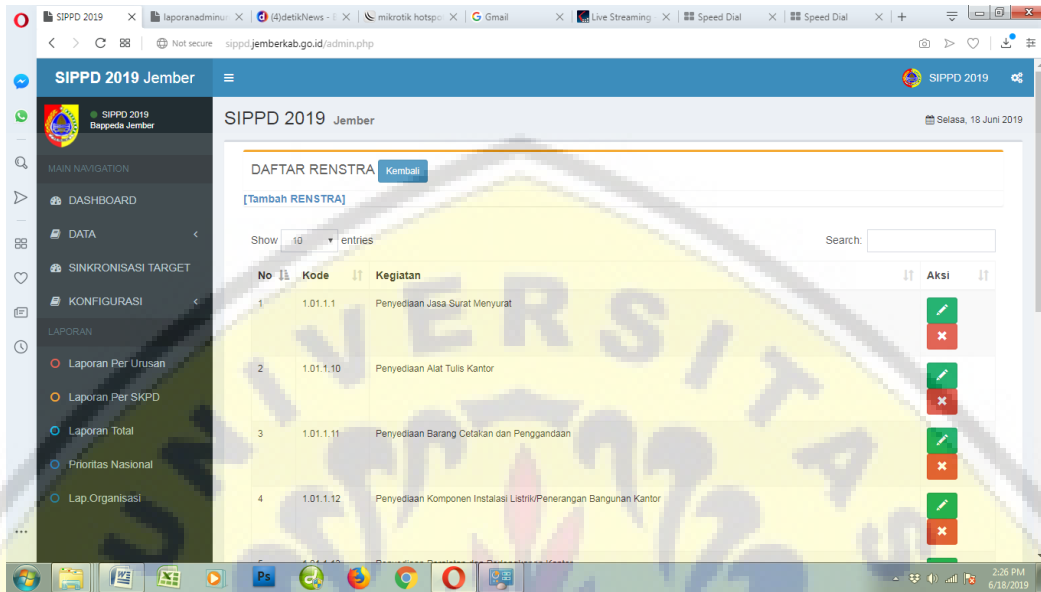 SIPPD 2019
laporanadminu
(4)detikNews - B
mikrotik hotspo
Gmail
Live Streaming
Speed Dial
Speed Dial
Not secure sippd.jemberkab.go.id/admin.php
SIPPD 2019 Jember
SIPPD 2019
SIPPD 2019
Bappeda Jember
SIPPD 2019 Jember
Selasa, 18 Juni 2019
MAIN NAVIGATION
DASHBOARD
DATA
SINKRONISASI TARGET
KONFIGURASI
LAPORAN
Laporan Per Urusan
Laporan Per SKPD
Laporan Total
Prioritas Nasional
Lap.Organisasi
DAFTAR RENSTRA Kembali
[Tambah RENSTRA]
Show 10 entries
Search:
No Kode Kegiatan Aksi
1 1.01.1.1 Penyediaan Jasa Surat Menyurat
2 1.01.1.10 Penyediaan Alat Tulis Kantor
3 1.01.1.11 Penyediaan Barang Cetakan dan Penggandaan
4 1.01.1.12 Penyediaan Komponen Instalasi Listrik/Penerangan Bangunan Kantor
UNIVERSITAS
Ps
2:26 PM
6/18/2019